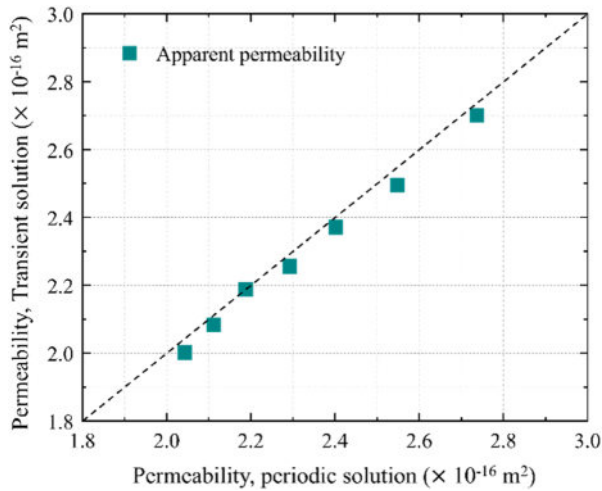 3.0
Apparent permeability
2.8
2.6
2.4
2.2
2.0
1.8
Permeability, Transient solution (× 10⁻¹⁶ m²)
1.8 2.0 2.2 2.4 2.6 2.8 3.0
Permeability, periodic solution (× 10⁻¹⁶ m²)